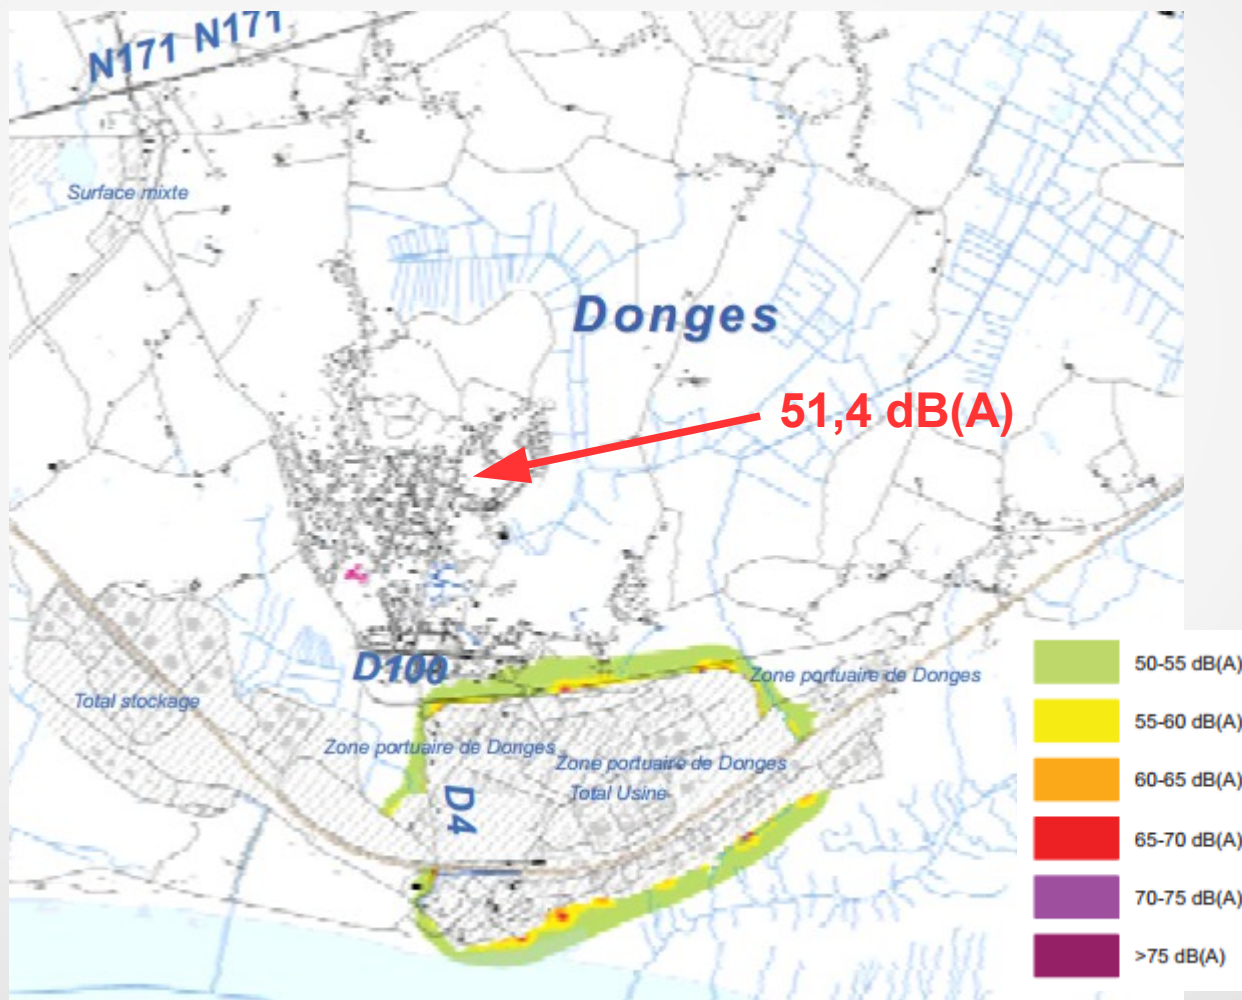 N171 N171
Surface mixte
Donges
51,4 dB(A)
D100
Zone portuaire de Donges
Total stockage
Zone portuaire de Donges
Zone portuaire de Donges
Total Usine
D4
50-55 dB(A)
55-60 dB(A)
60-65 dB(A)
65-70 dB(A)
70-75 dB(A)
>75 dB(A)